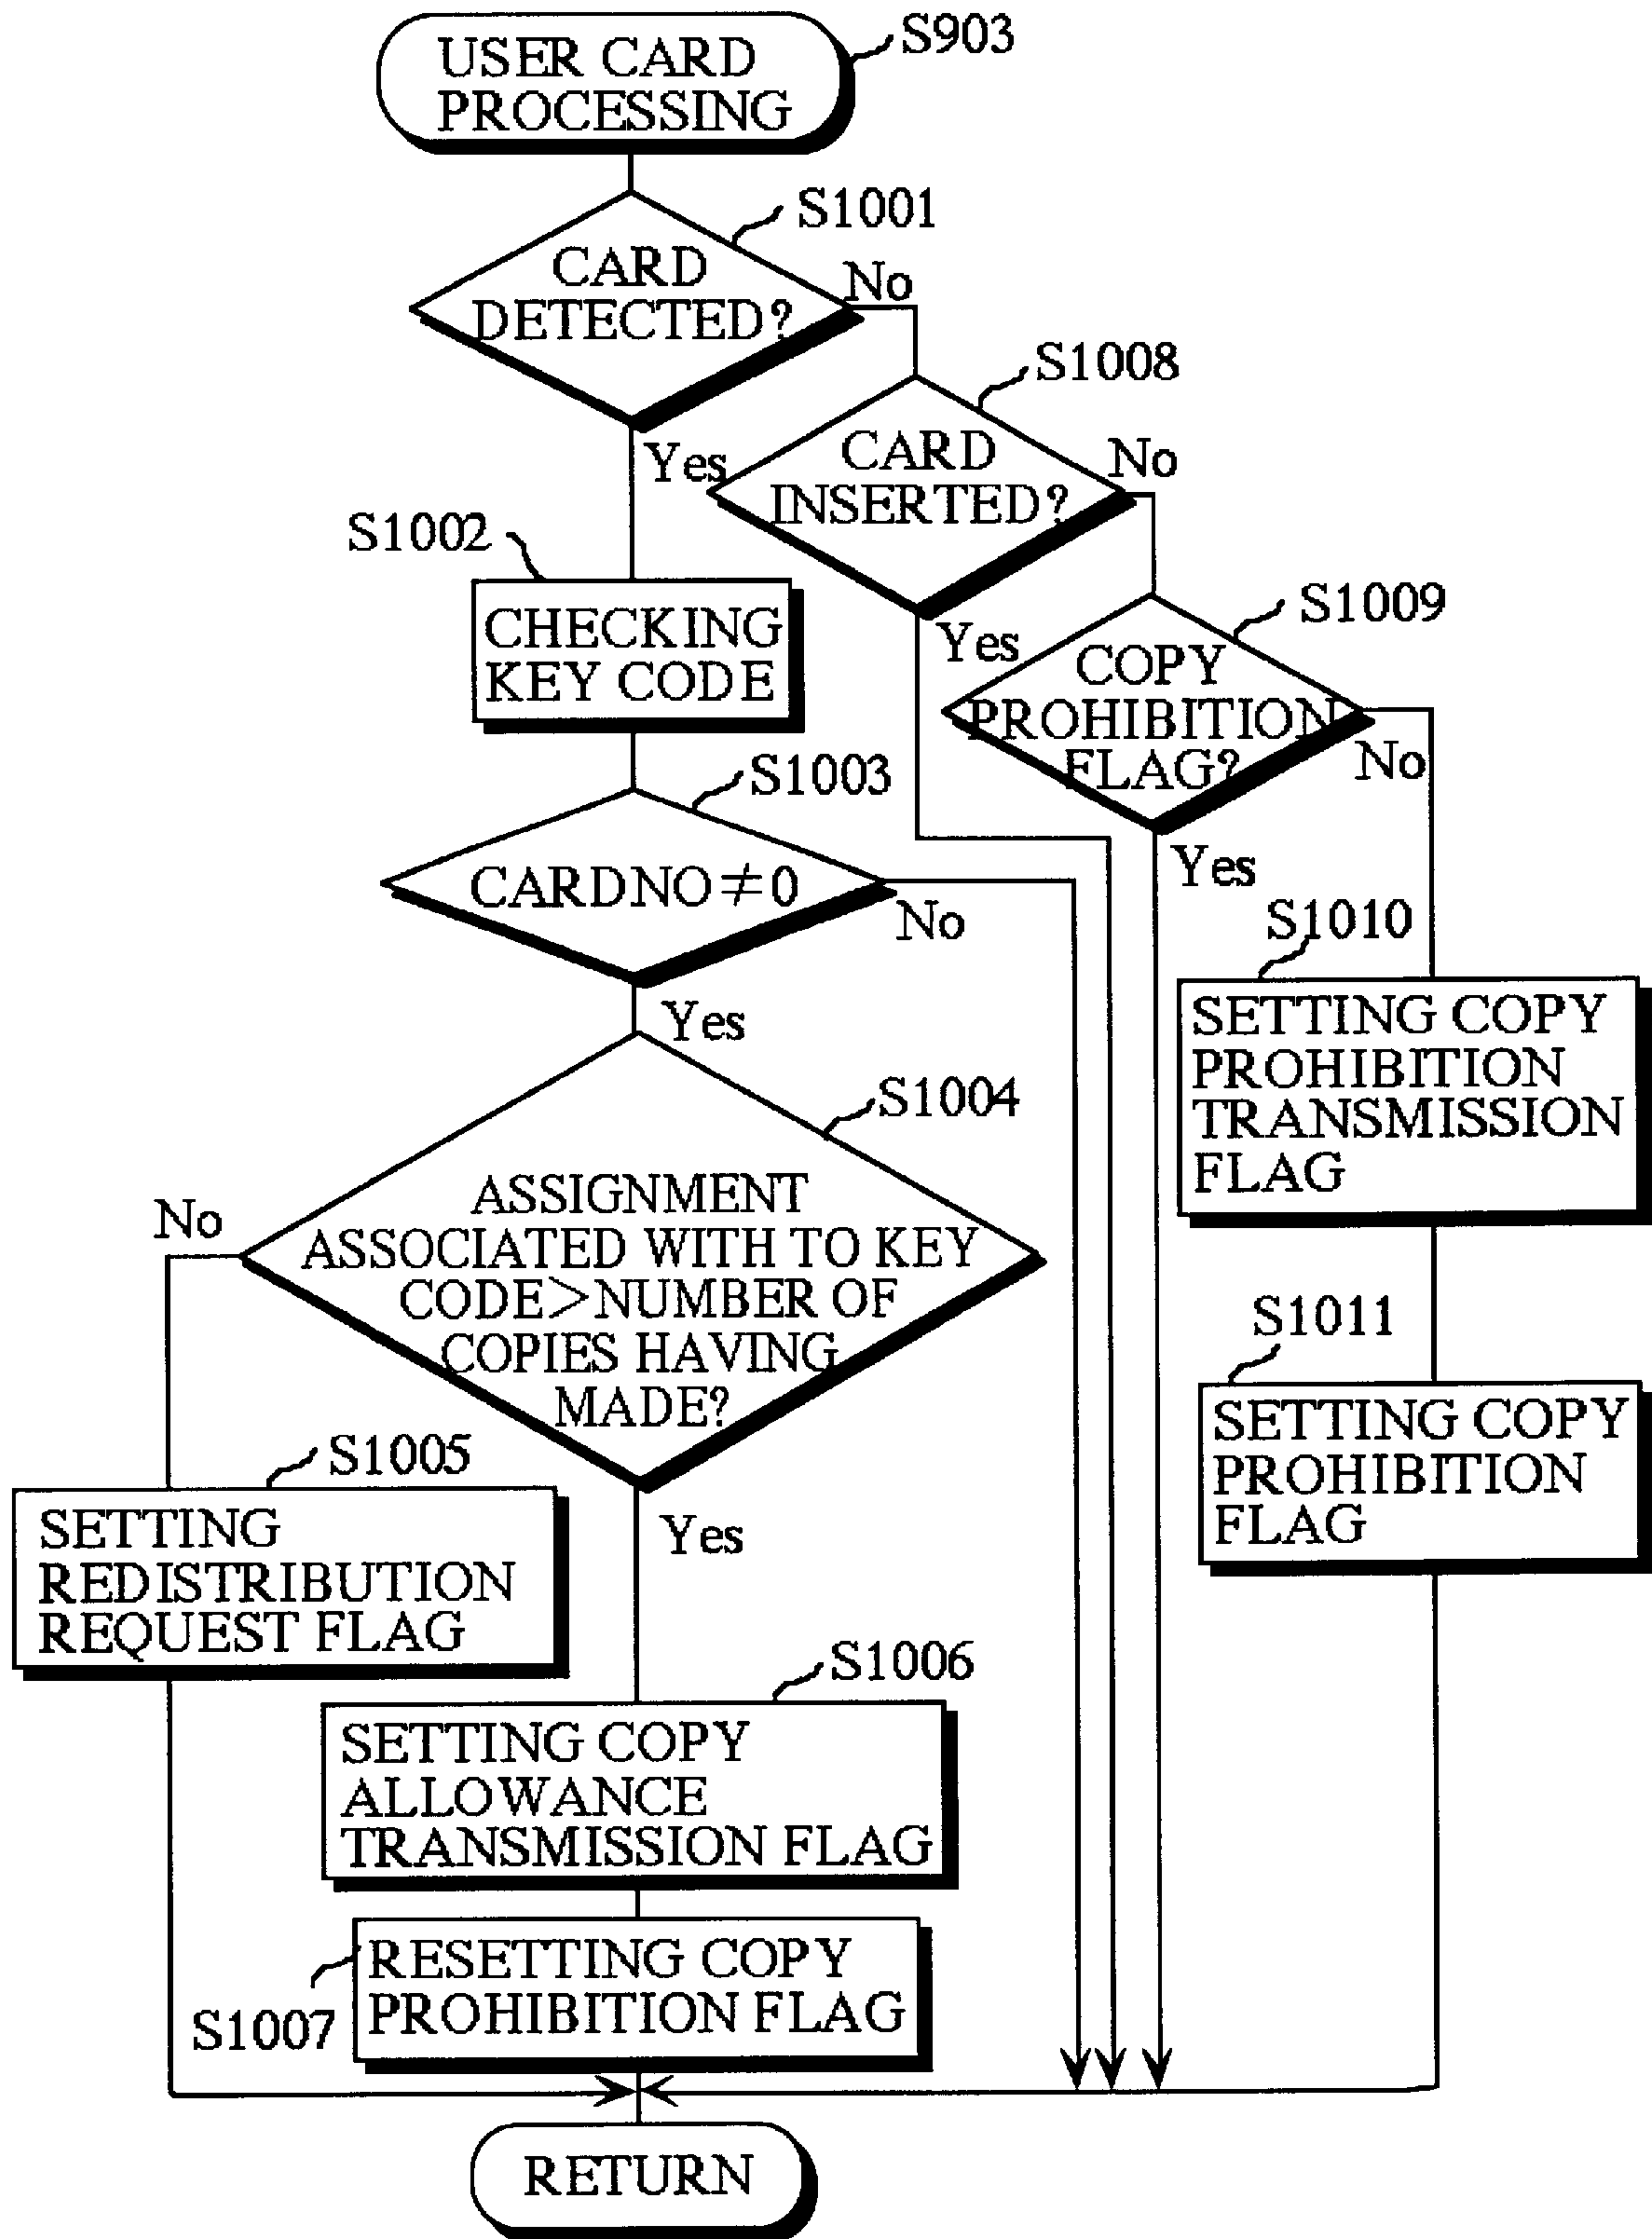 USER CARD
PROCESSING
S903
S1001
CARD
DETECTED?
No
Yes
S1008
CARD
INSERTED?
No
Yes
S1002
CHECKING
KEY CODE
S1009
COPY
PROHIBITION
FLAG?
No
Yes
S1003
CARDNO≠0
No
Yes
S1010
SETTING COPY
PROHIBITION
TRANSMISSION
FLAG
S1004
ASSIGNMENT
ASSOCIATED WITH TO KEY
CODE>NUMBER OF
COPIES HAVING
MADE?
No
Yes
S1011
SETTING COPY
PROHIBITION
FLAG
S1005
SETTING
REDISTRIBUTION
REQUEST FLAG
S1006
SETTING COPY
ALLOWANCE
TRANSMISSION FLAG
S1007
RESETTING COPY
PROHIBITION FLAG
RETURN